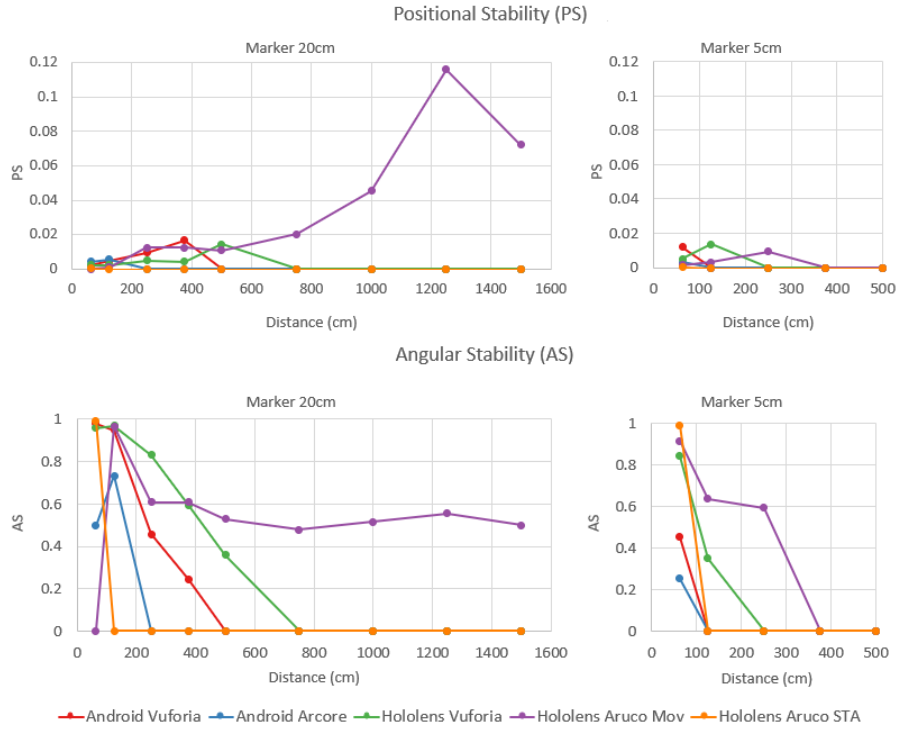 Positional Stability (PS)
Marker 20cm
0.12
0.1
0.08
0.06
0.04
0.02
0
PS
0 200 400 600 800 1000 1200 1400 1600
Distance (cm)
Marker 5cm
0.12
0.1
0.08
0.06
0.04
0.02
0
PS
0 100 200 300 400 500
Distance (cm)
Angular Stability (AS)
Marker 20cm
1
0.8
0.6
0.4
0.2
0
AS
0 200 400 600 800 1000 1200 1400 1600
Distance (cm)
Marker 5cm
1
0.8
0.6
0.4
0.2
0
AS
0 100 200 300 400 500
Distance (cm)
Android Vuforia Android Arcore Hololens Vuforia Hololens Aruco Mov Hololens Aruco STA